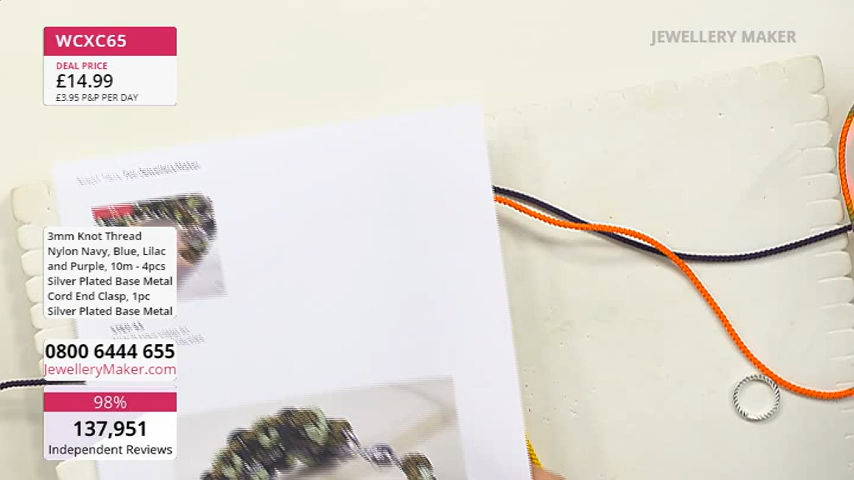 WCXC65
DEAL PRICE
£14.99
£3.95 P&P PER DAY
JEWELLERY MAKER
3mm Knot Thread
Nylon Navy, Blue, Lilac
and Purple, 10m - 4pcs
Silver Plated Base Metal
Cord End Clasp, 1pc
Silver Plated Base Metal
0800 6444 655
JewelleryMaker.com
98%
137,951
Independent Reviews